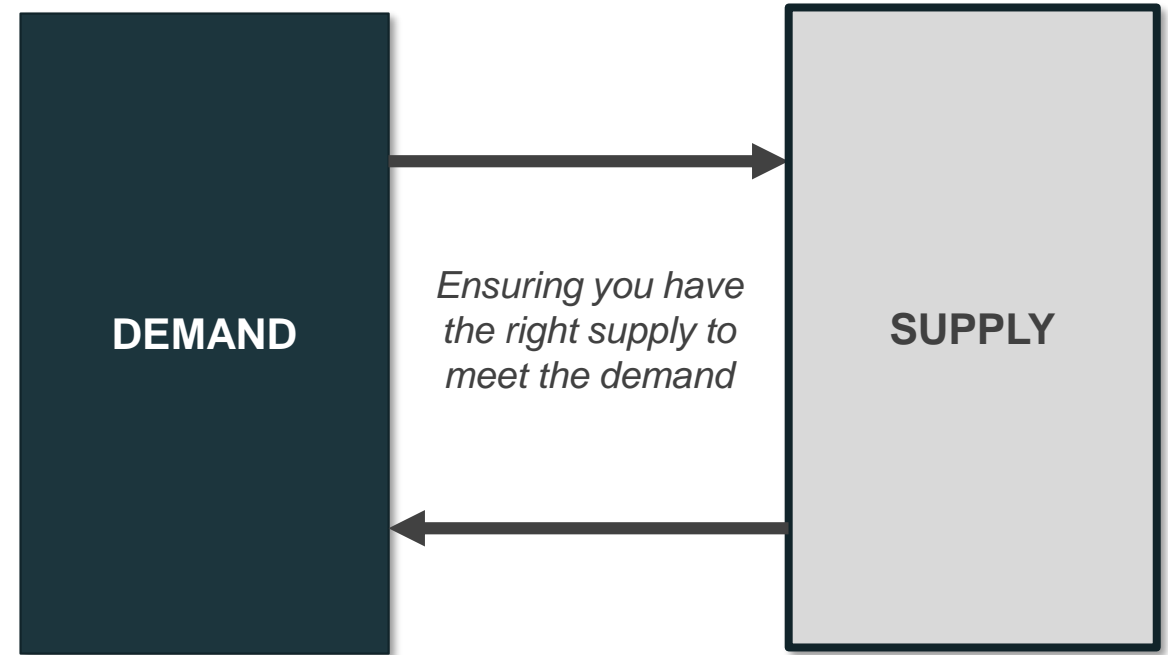 DEMAND
Ensuring you have
the right supply to
meet the demand
SUPPLY